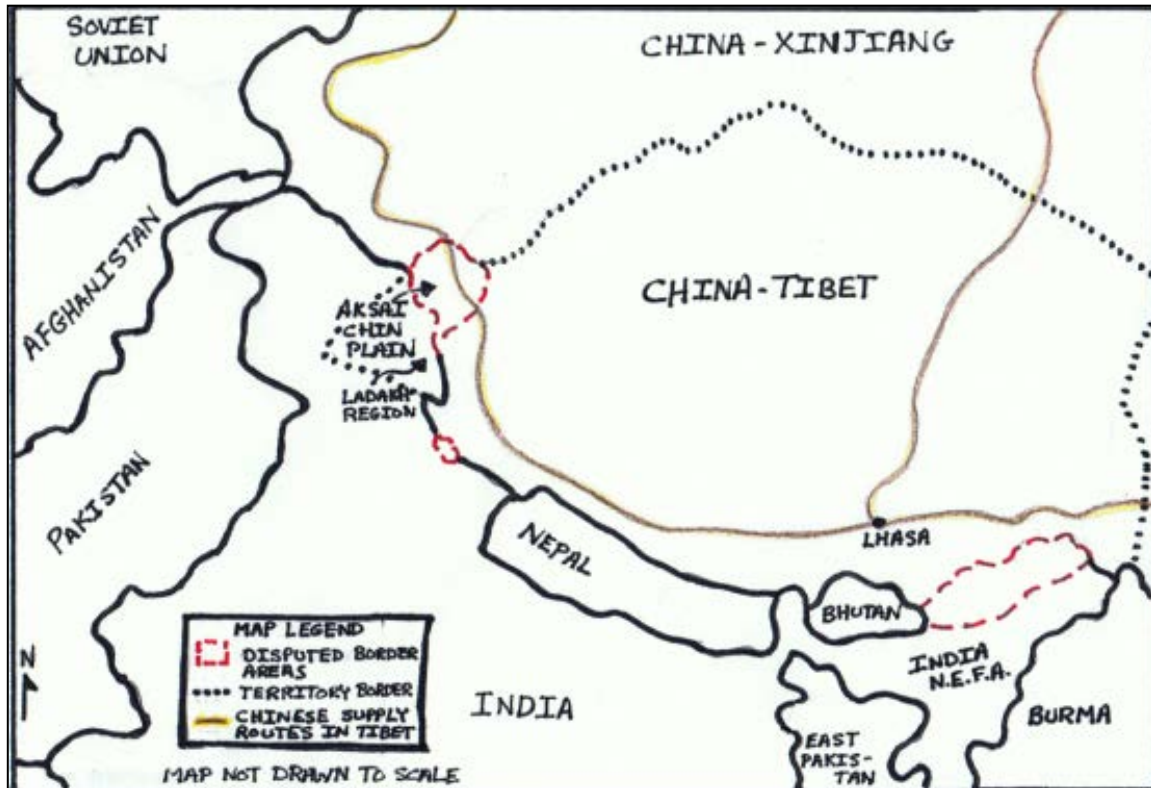 SOVIET
UNION
CHINA-XINJIANG
AFGHANISTAN
CHINA-TIBET
AKSAI
CHIN
PLAIN
LADAKH
REGION
PAKISTAN
NEPAL
LHASA
BHUTAN
INDIA
N.E.F.A.
BURMA
EAST
PAKIS-
TAN
INDIA
N
MAP LEGEND
DISPUTED BORDER
AREAS
TERRITORY BORDER
CHINESE SUPPLY
ROUTES IN TIBET
MAP NOT DRAWN TO SCALE